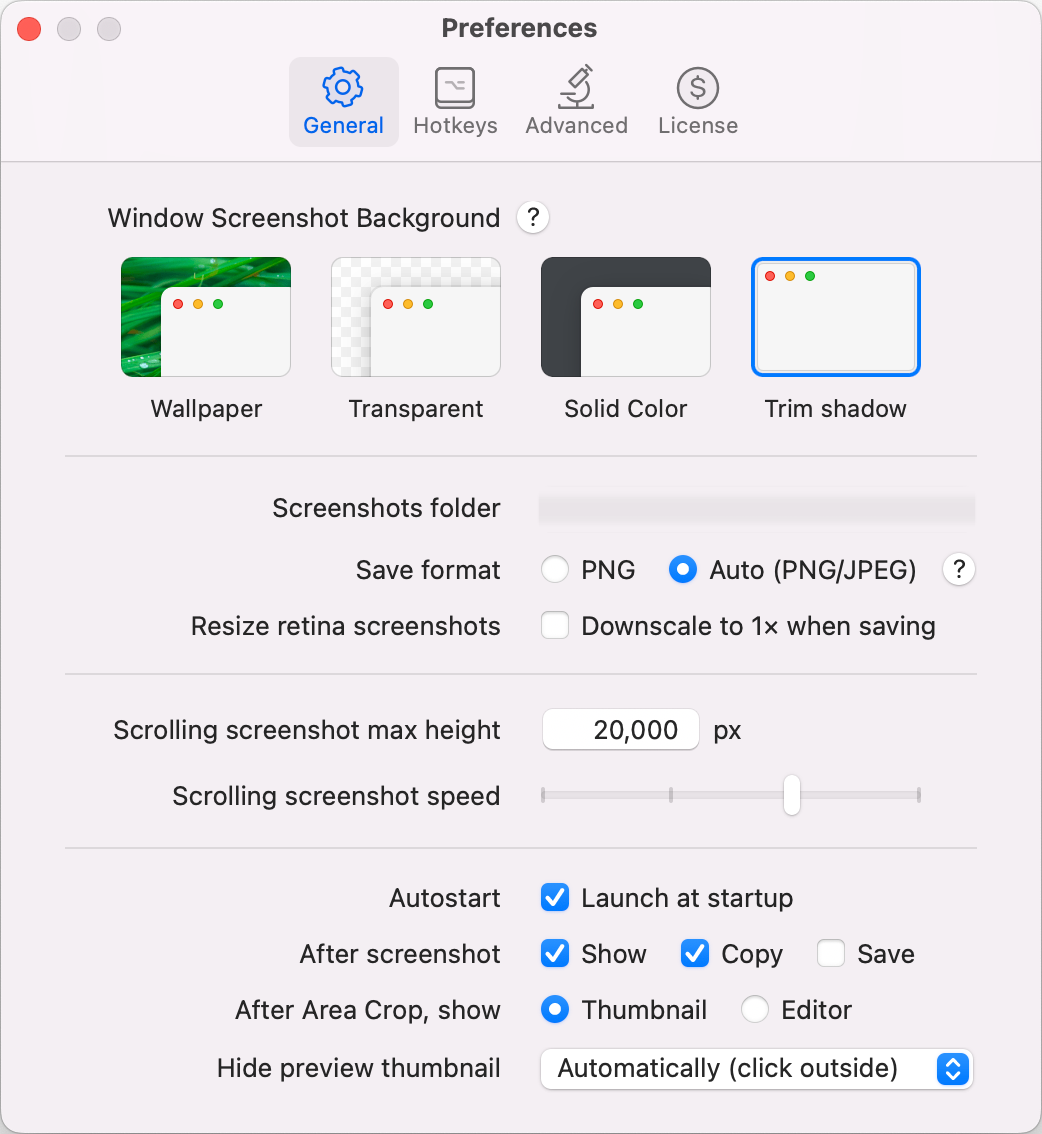 Preferences
General Hotkeys Advanced License
Window Screenshot Background ?
Wallpaper Transparent Solid Color Trim shadow
Screenshots folder
Save format PNG Auto (PNG/JPEG) ?
Resize retina screenshots Downscale to 1× when saving
Scrolling screenshot max height 20,000 px
Scrolling screenshot speed
Autostart Launch at startup
After screenshot Show Copy Save
After Area Crop, show Thumbnail Editor
Hide preview thumbnail Automatically (click outside)